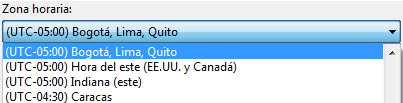 Zona horaria:
(UTC-05:00) Bogotá, Lima, Quito
(UTC-05:00) Bogotá, Lima, Quito
(UTC-05:00) Hora del este (EE.UU. y Canadá)
(UTC-05:00) Indiana (este)
(UTC-04:30) Caracas